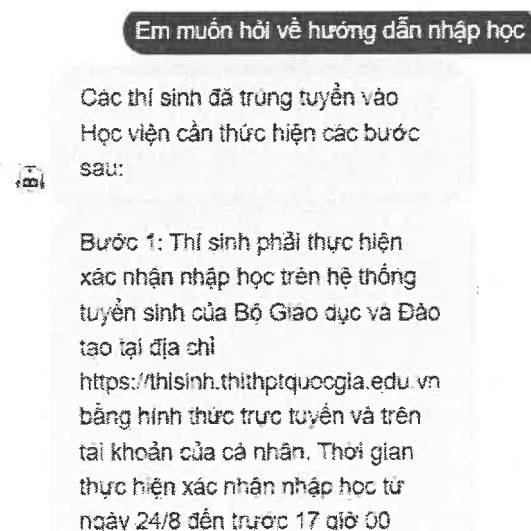 Em muốn hỏi về hướng dẫn nhập học
Các thí sinh đã trúng tuyển vào
Học viện cần thực hiện các bước
sau:
Bước 1: Thí sinh phải thực hiện
xác nhận nhập học trên hệ thống
tuyển sinh của Bộ Giáo dục và Đào
tạo tại địa chỉ
https://thisinh.thithptquocgia.edu.vn
bằng hình thức trực tuyến và trên
tài khoản của cá nhân. Thời gian
thực hiện xác nhận nhập học từ
ngày 24/8 đến trước 17 giờ 00